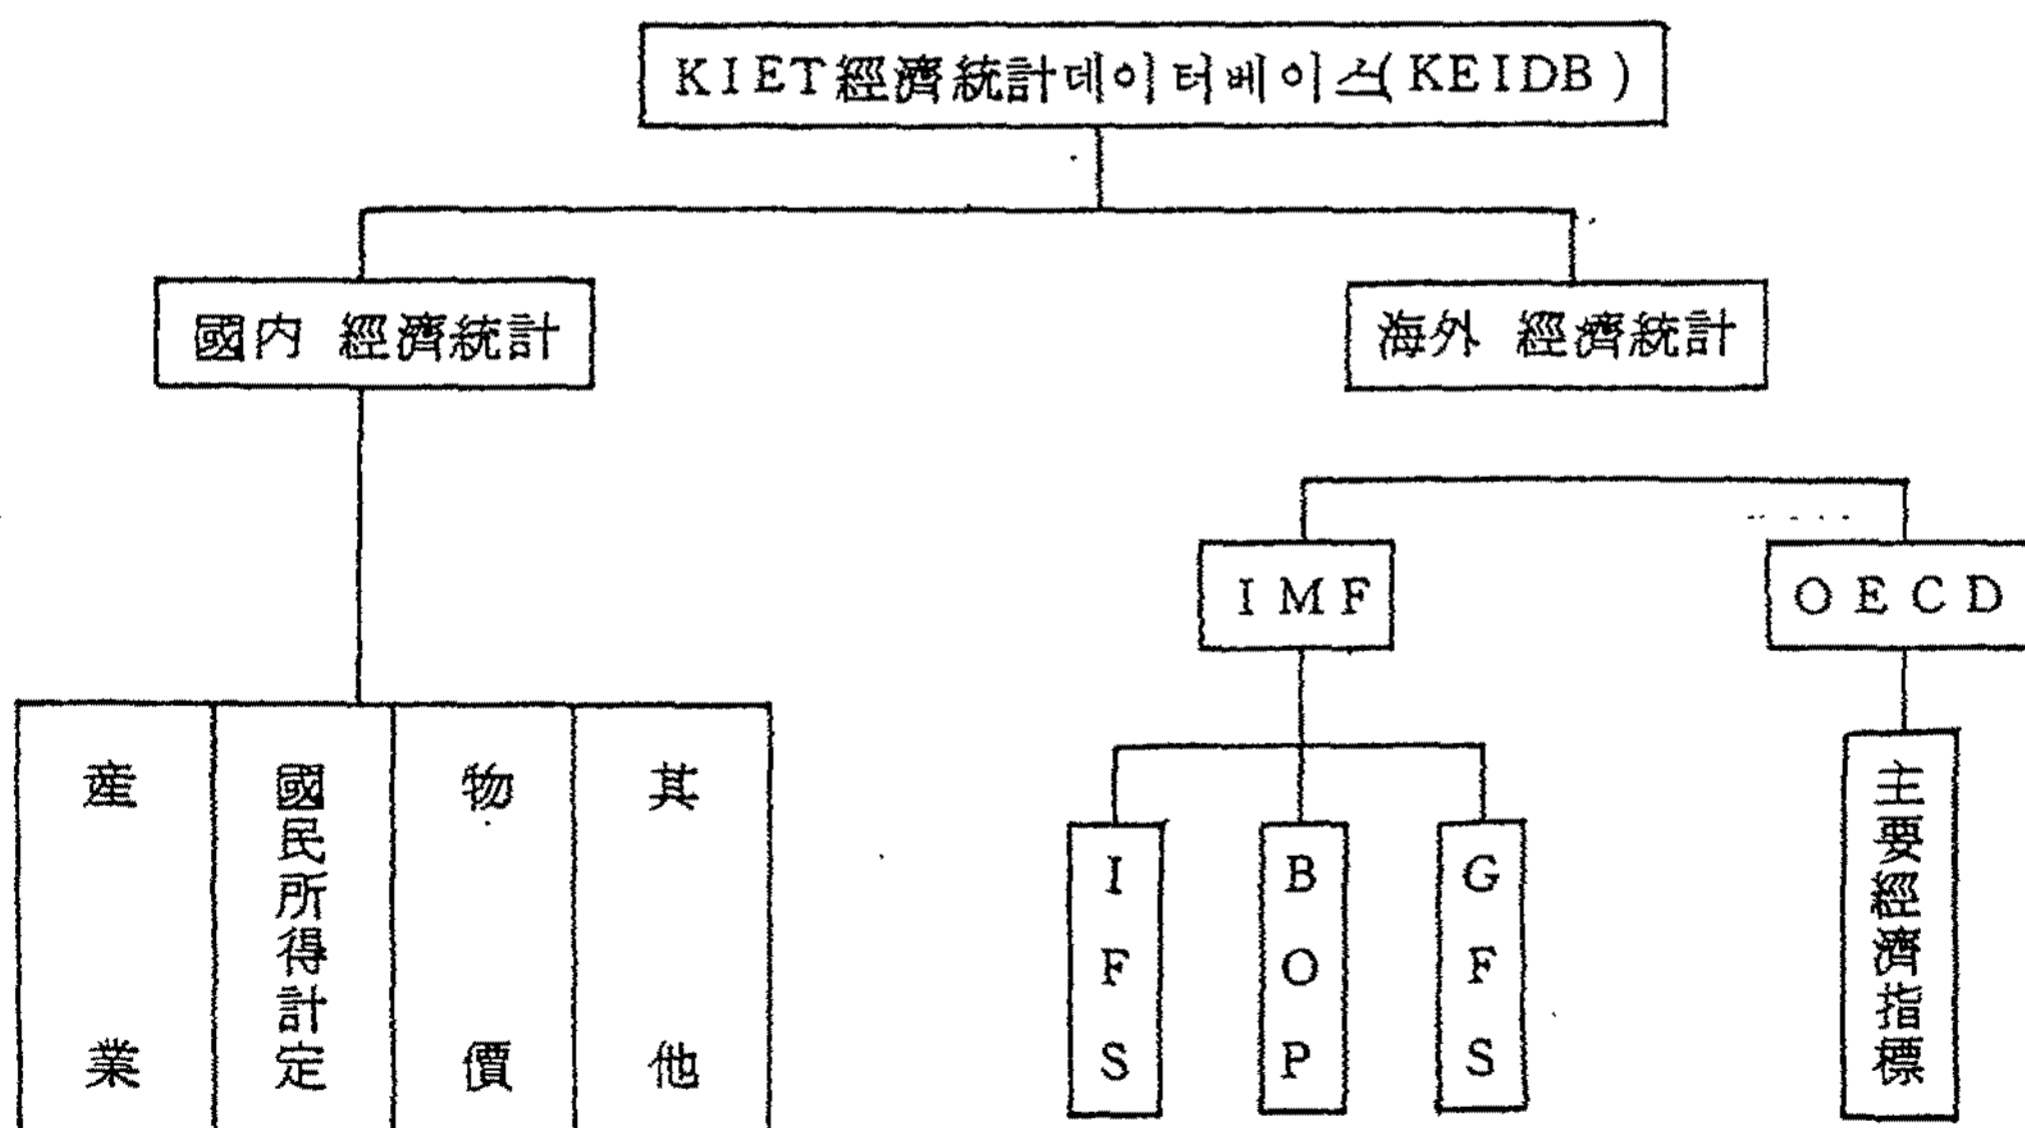 KIET經濟統計데이터베이스(KEIDB)
國内 經濟統計
海外 經濟統計
IMF
OECD
産業
國民所得計定
物價
其他
IFS
BOP
GFS
主要經濟指標